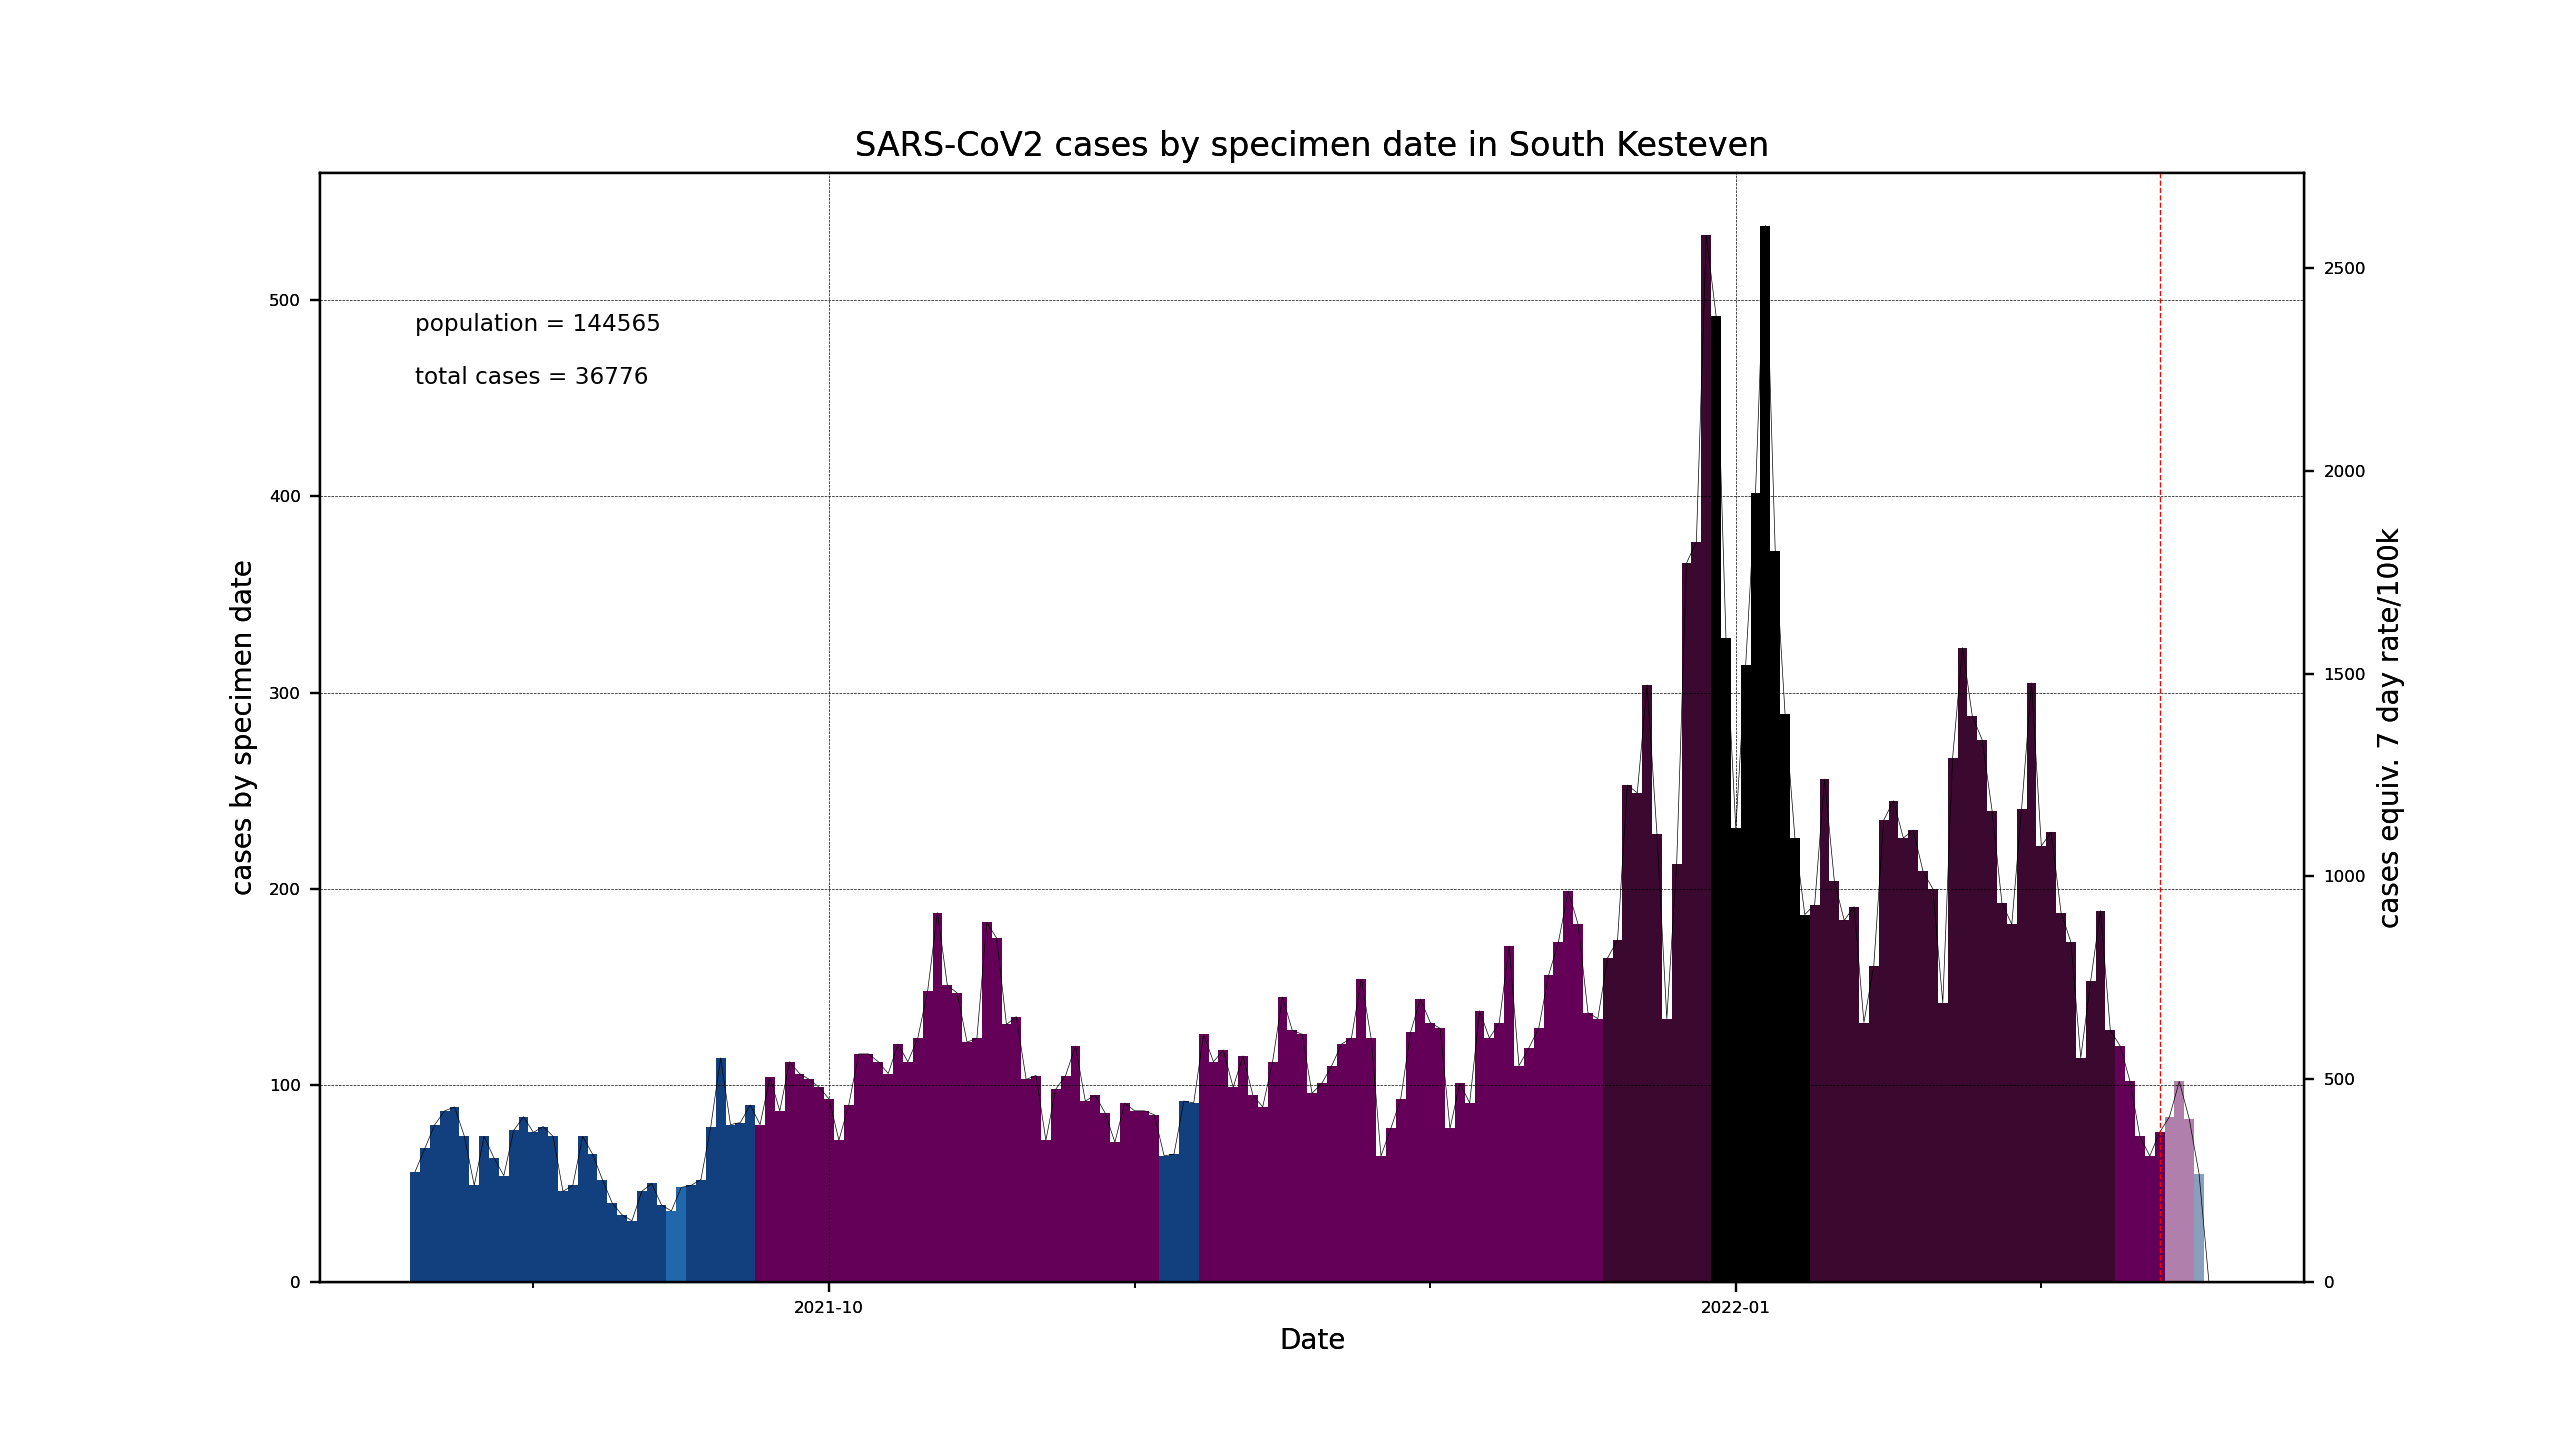 SARS-CoV2 cases by specimen date in South Kesteven
population = 144565
total cases = 36776
cases by specimen date
500
400
300
200
100
0
2500
2000
1500
1000
500
0
cases equiv. 7 day rate/100k
2021-10
2022-01
Date